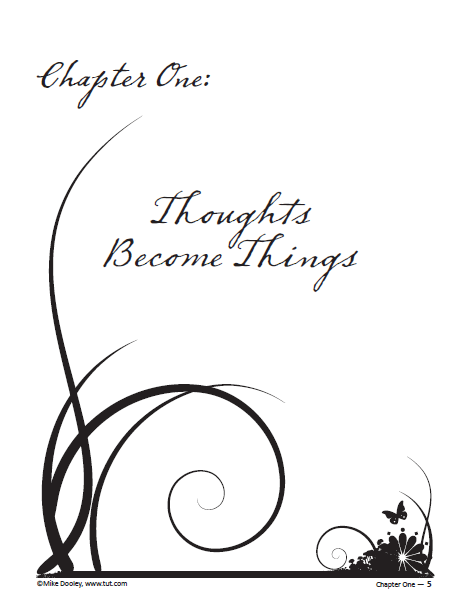 Chapter One:
Thoughts
Become Things
©Mike Dooley, www.tut.com
Chapter One — 5